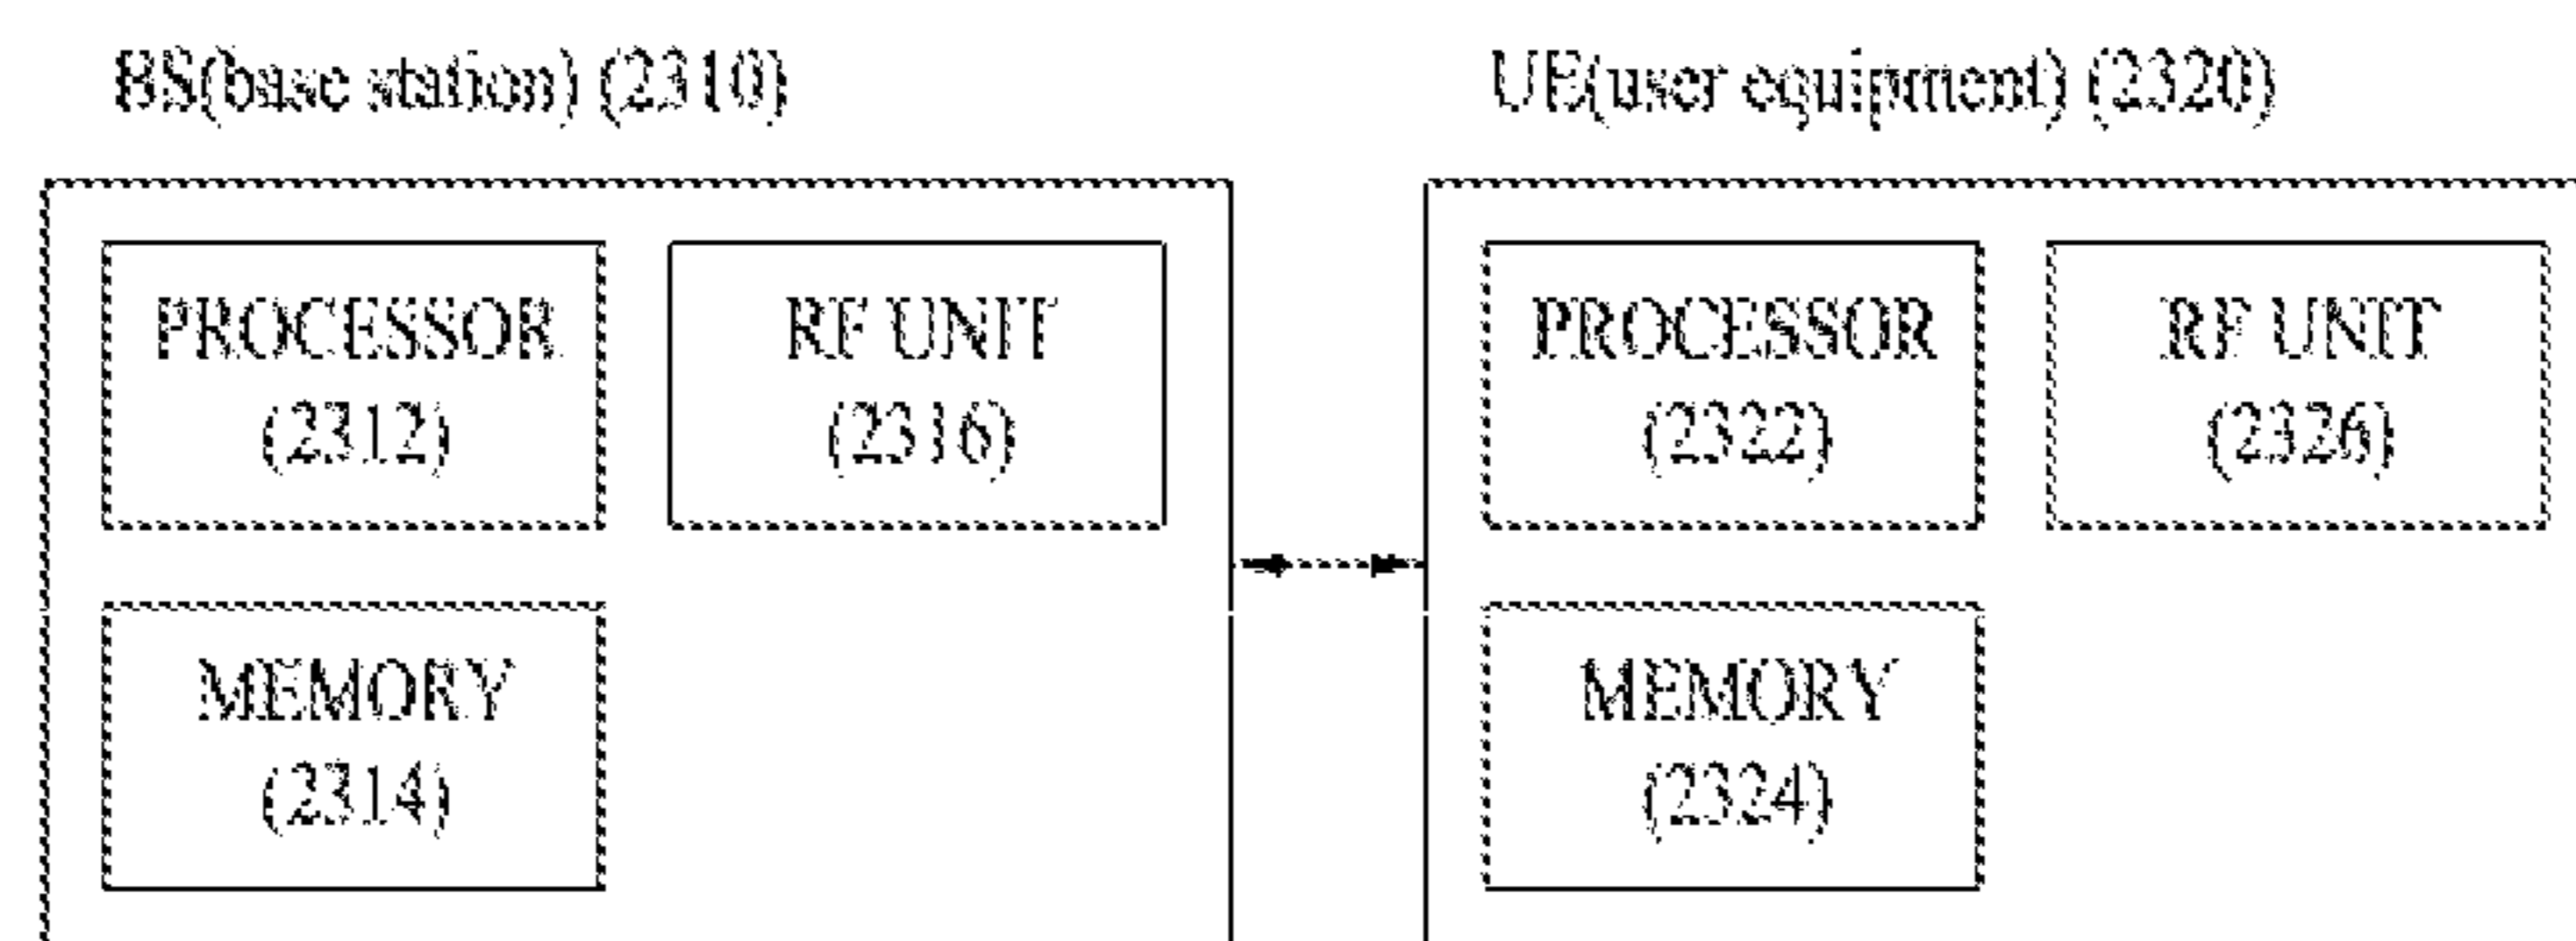 BS(base station) (2310)
PROCESSOR
(2312)
RF UNIT
(2316)
MEMORY
(2314)
UE(user equipment) (2320)
PROCESSOR
(2322)
RF UNIT
(2326)
MEMORY
(2324)